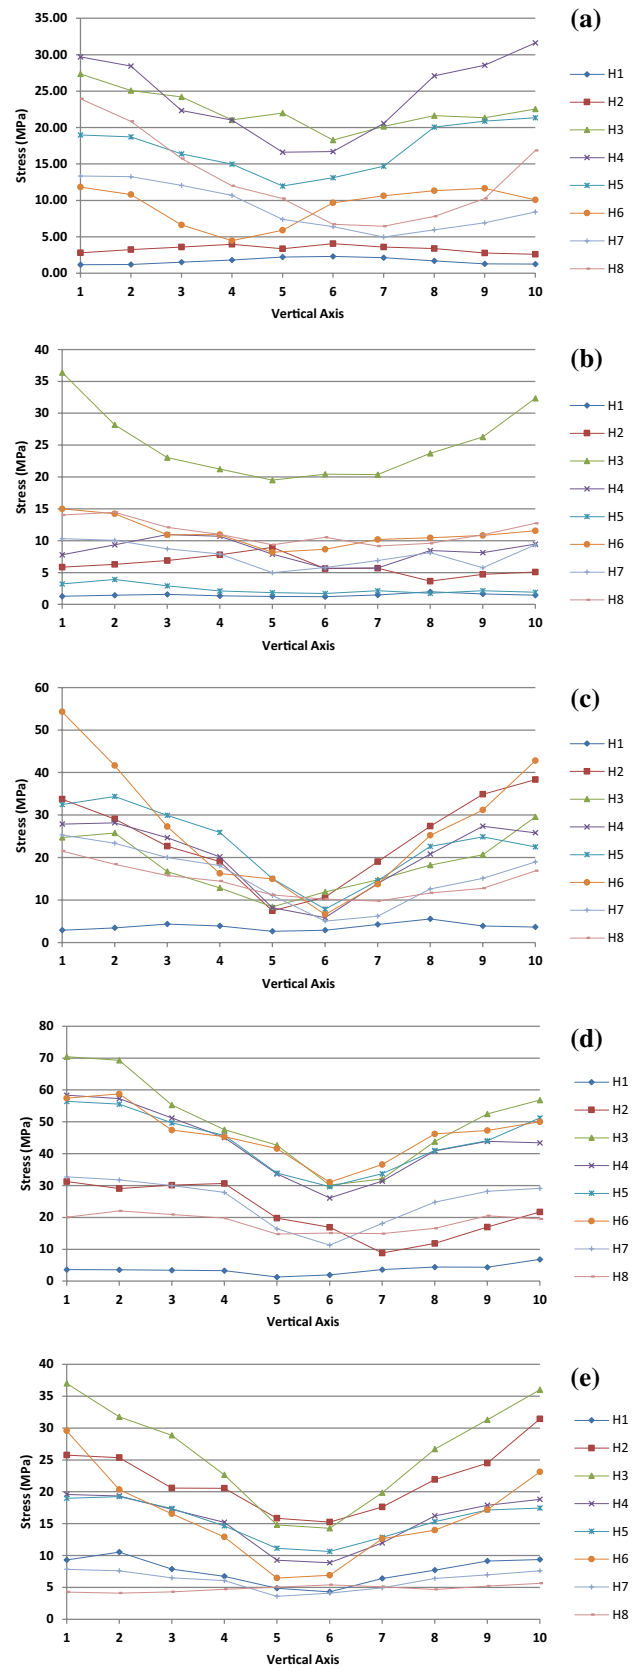 (a)
35.00
30.00
25.00
20.00
15.00
10.00
5.00
0.00
Stress (MPa)
1 2 3 4 5 6 7 8 9 10
Vertical Axis
H1
H2
H3
H4
H5
H6
H7
H8
(b)
40
35
30
25
20
15
10
5
0
Stress (MPa)
1 2 3 4 5 6 7 8 9 10
Vertical Axis
H1
H2
H3
H4
H5
H6
H7
H8
(c)
60
50
40
30
20
10
0
Stress (MPa)
1 2 3 4 5 6 7 8 9 10
Vertical Axis
H1
H2
H3
H4
H5
H6
H7
H8
(d)
80
70
60
50
40
30
20
10
0
Stress (MPa)
1 2 3 4 5 6 7 8 9 10
Vertical Axis
H1
H2
H3
H4
H5
H6
H7
H8
(e)
40
35
30
25
20
15
10
5
0
Stress (MPa)
1 2 3 4 5 6 7 8 9 10
Vertical Axis
H1
H2
H3
H4
H5
H6
H7
H8